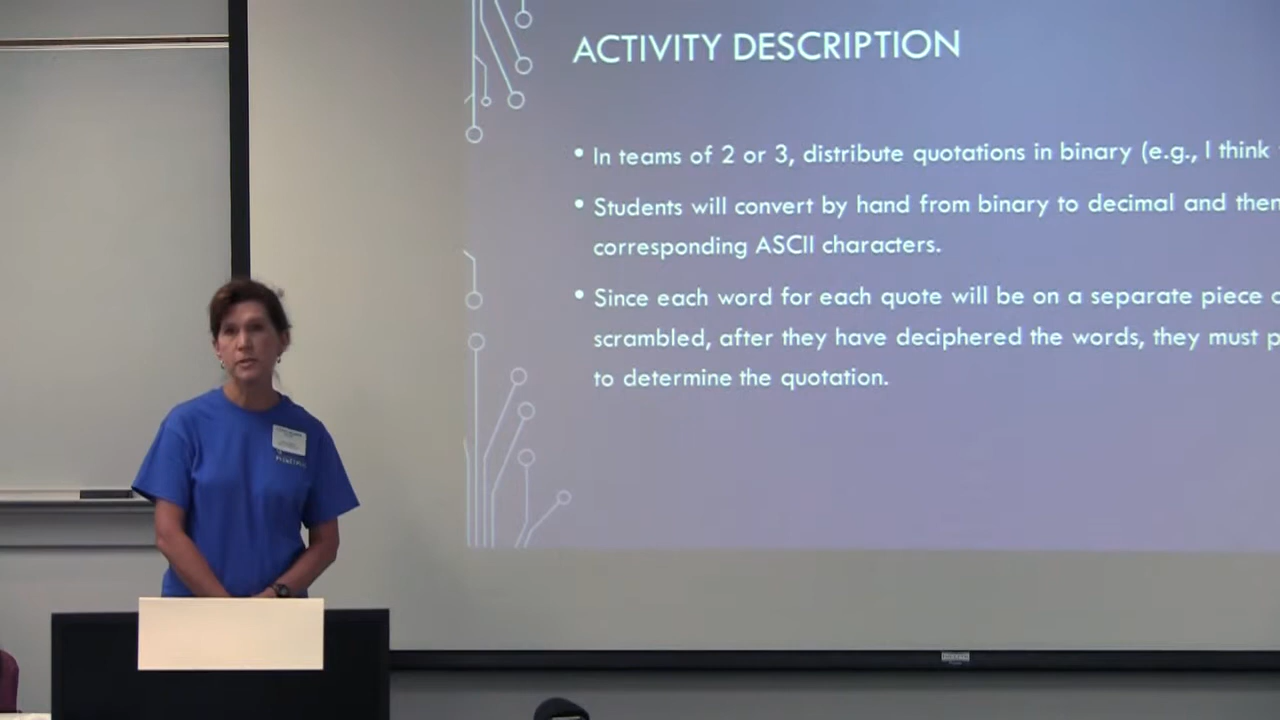 ACTIVITY DESCRIPTION
• In teams of 2 or 3, distribute quotations in binary (e.g., I think
• Students will convert by hand from binary to decimal and then
corresponding ASCII characters.
• Since each word for each quote will be on a separate piece
scrambled, after they have deciphered the words, they must
to determine the quotation.